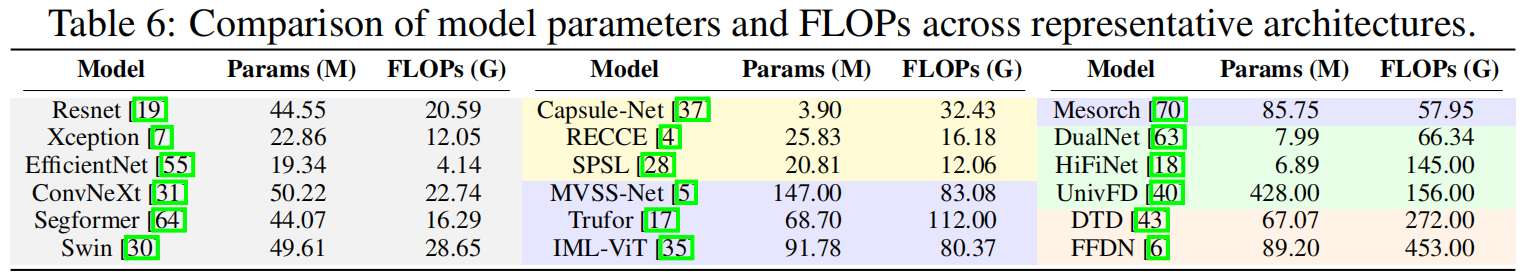 Table 6: Comparison of model parameters and FLOPs across representative architectures.
Model Params (M) FLOPs (G) Model Params (M) FLOPs (G) Model Params (M) FLOPs (G)
Resnet [19 44.55 20.59 Capsule-Net [37 3.90 32.43 Mesorch [70 85.75 57.95
Xception [7 22.86 12.05 RECCE [4 25.83 16.18 DualNet [63 7.99 66.34
EfficientNet [55 19.34 4.14 SPSL [28 20.81 12.06 HiFiNet [18 6.89 145.00
ConvNeXt [31 50.22 22.74 MVSS-Net [5 147.00 83.08 UnivFD [40 428.00 156.00
Segformer [64 44.07 16.29 Trufor [17 68.70 112.00 DTD [43 67.07 272.00
Swin [30 49.61 28.65 IML-ViT [35 91.78 80.37 FFDN [6 89.20 453.00